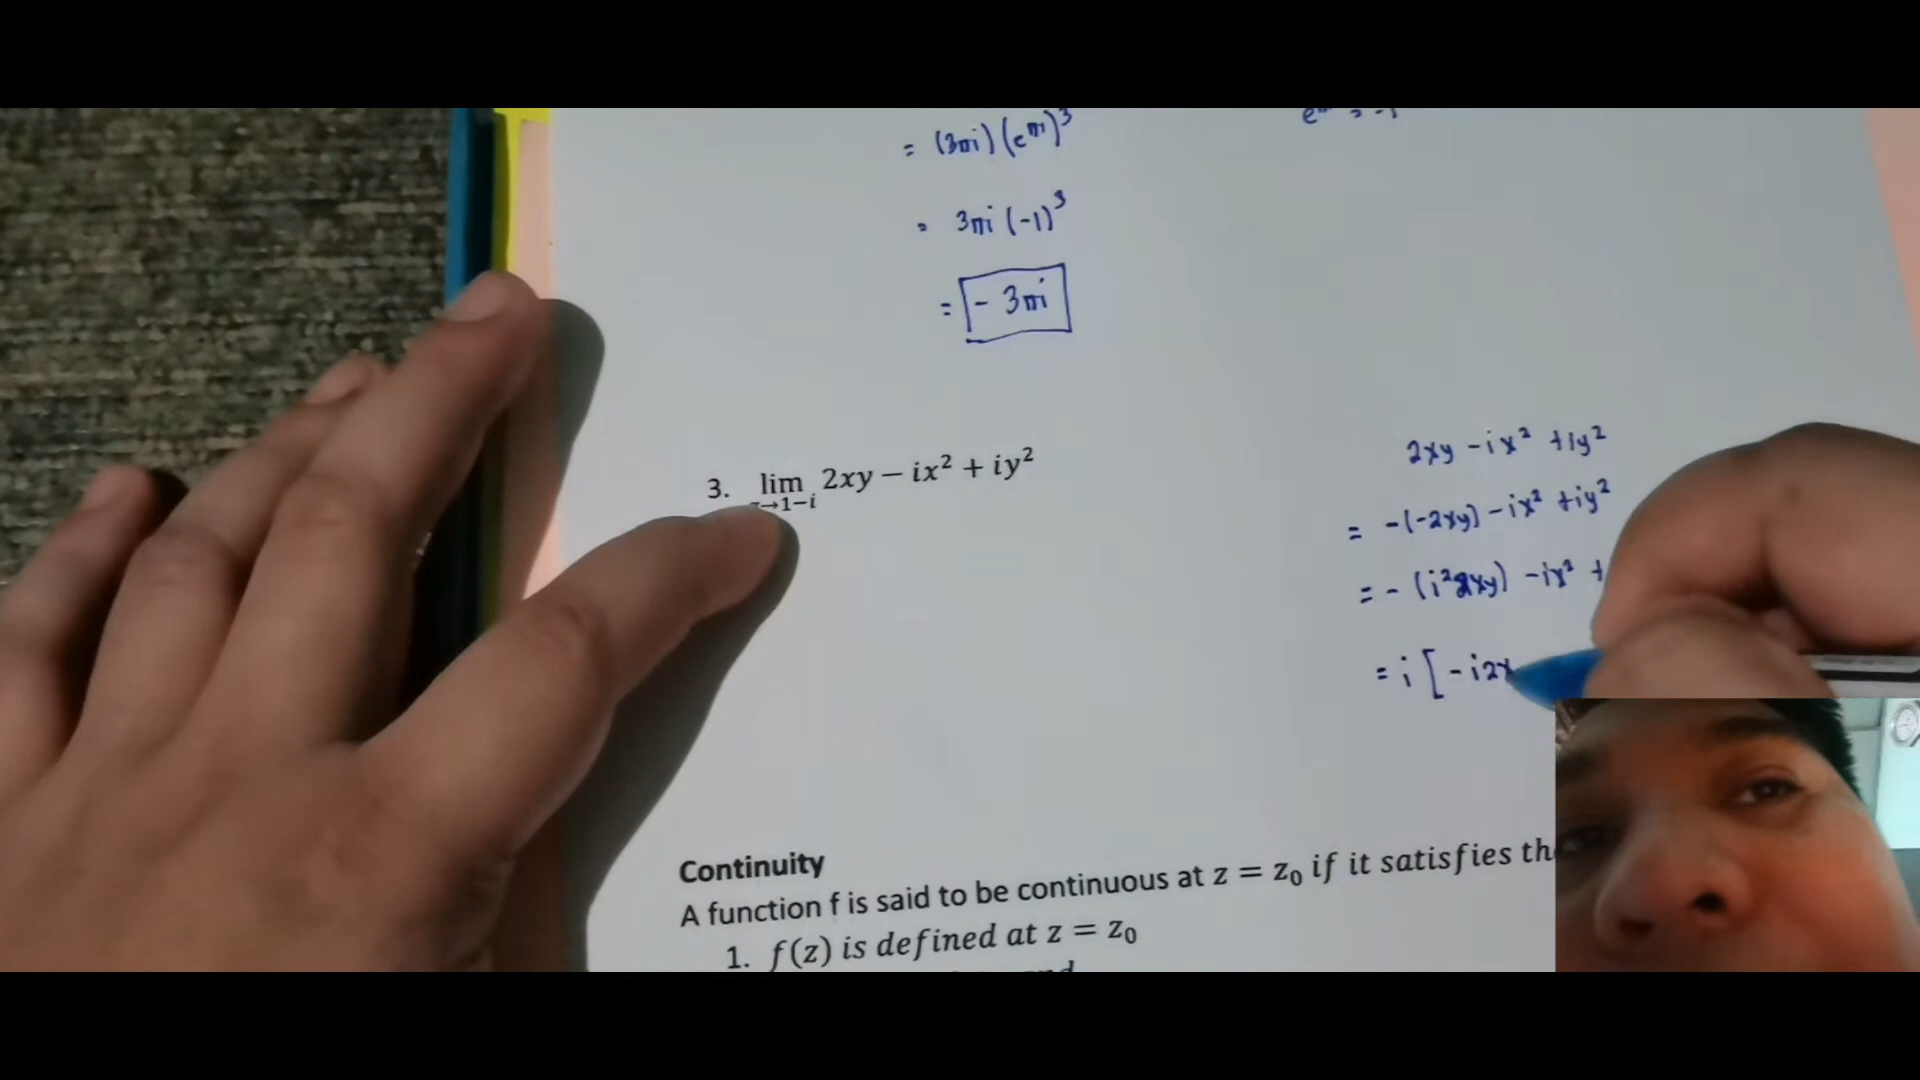 = (3πi)(e^πi)^3
= 3πi (-1)^3
= - 3πi
3. lim 2xy − ix² + iy²
→1−i
2xy - ix² + iy²
= -(-2xy) - ix² + iy²
= - (i²2xy) - ix² +
= i [ - i2x
Continuity
A function f is said to be continuous at z = z₀ if it satisfies
1. f(z) is defined at z = z₀